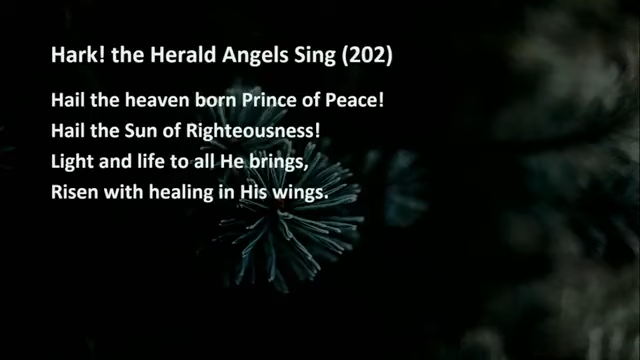 Hark! the Herald Angels Sing (202)
Hail the heaven born Prince of Peace!
Hail the Sun of Righteousness!
Light and life to all He brings,
Risen with healing in His wings.